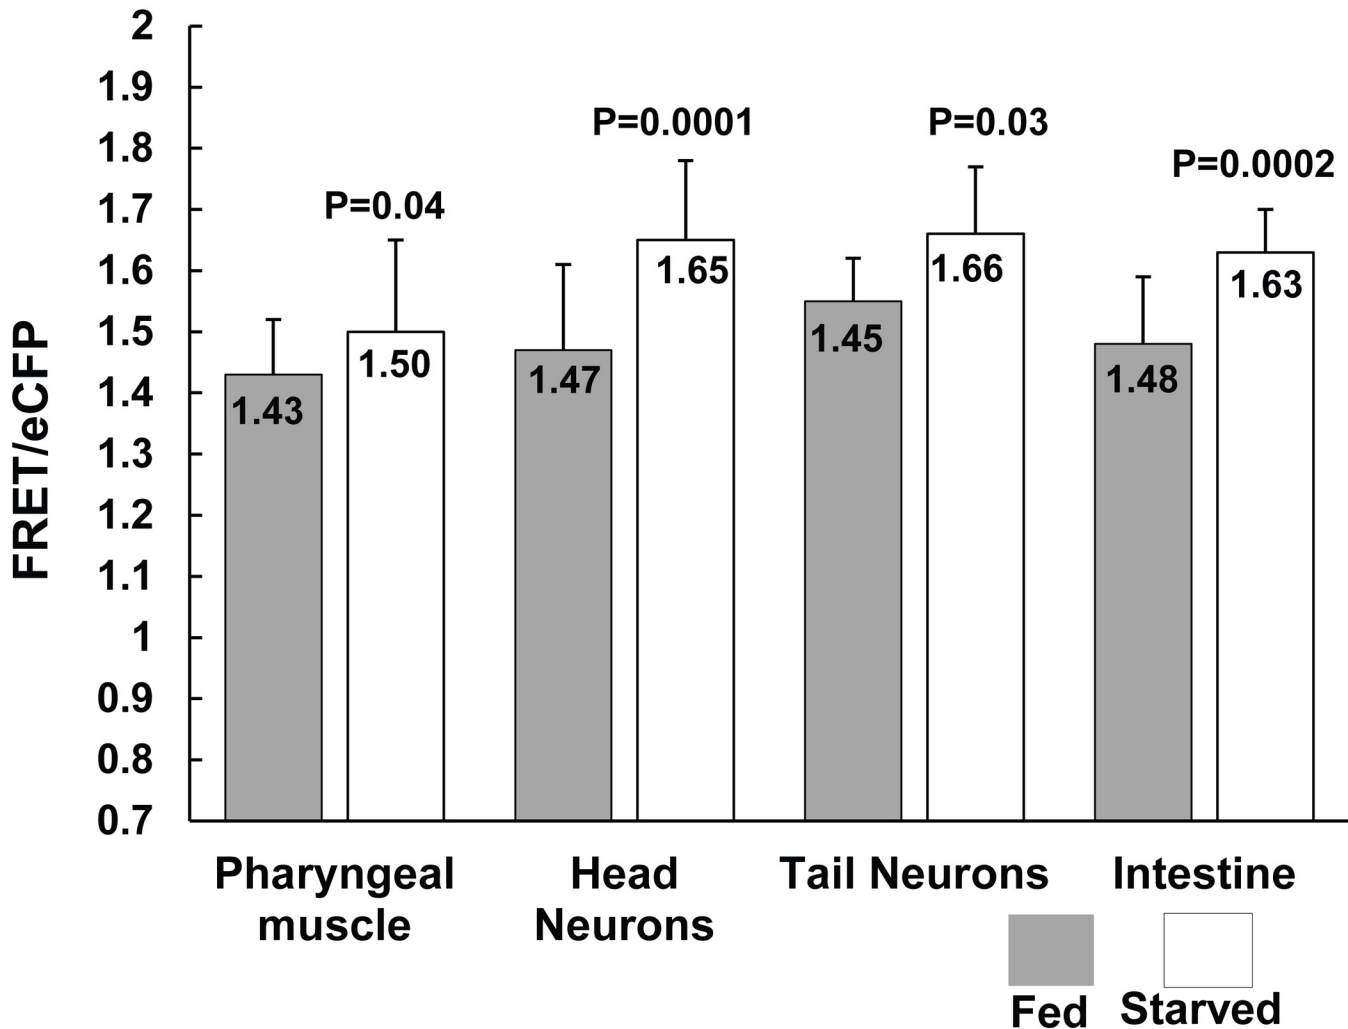 2
1.9
1.8
1.7
1.6
1.5
1.4
1.3
1.2
1.1
1
0.9
0.8
0.7
FRET/eCFP
P=0.04
P=0.0001
P=0.03
P=0.0002
1.43
1.50
1.47
1.65
1.45
1.66
1.48
1.63
Pharyngeal
muscle
Head
Neurons
Tail Neurons
Intestine
Fed
Starved